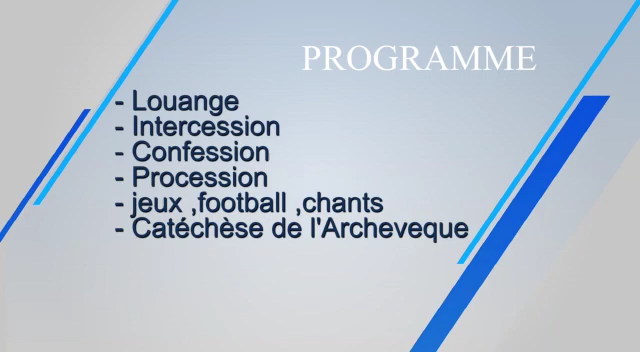 PROGRAMME
- Louange
- Intercession
- Confession
- Procession
- jeux ,football ,chants
- Catéchèse de l'Archeveque